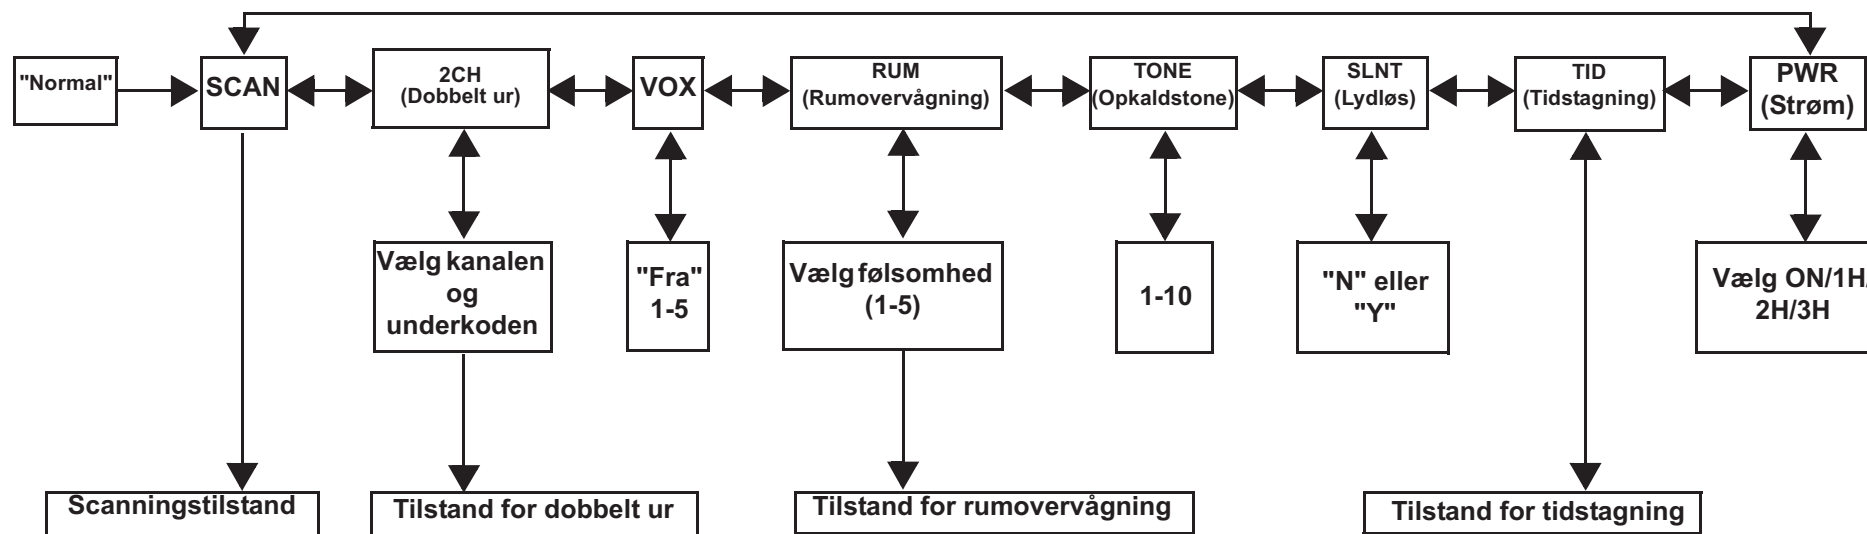 "Normal"
SCAN
2CH
(Dobbelt ur)
VOX
RUM
(Rumovervågning)
TONE
(Opkaldstone)
SLNT
(Lydløs)
TID
(Tidstagning)
PWR
(Strøm)
Vælg kanalen
og
underkoden
"Fra"
1-5
Vælg følsomhed
(1-5)
1-10
"N" eller
"Y"
Vælg ON/1H/
2H/3H
Scanningstilstand
Tilstand for dobbelt ur
Tilstand for rumovervågning
Tilstand for tidstagning